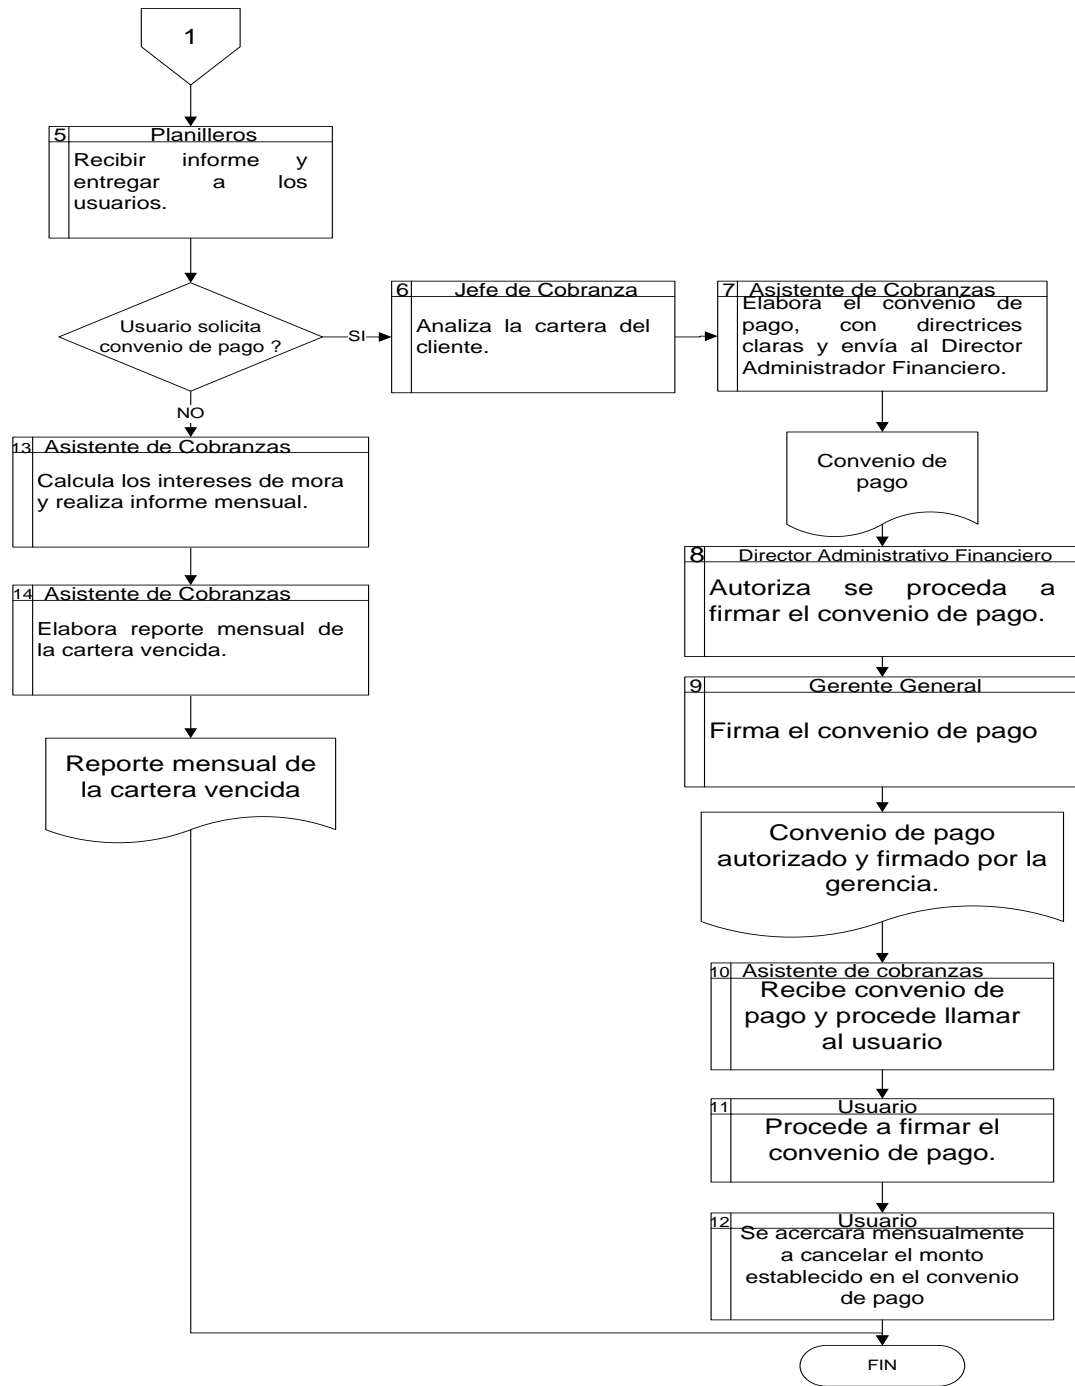 1
5 Planilleros
Recibir informe y
entregar a los
usuarios.
Usuario solicita
convenio de pago ?
SI
6 Jefe de Cobranza
Analiza la cartera del
cliente.
7 Asistente de Cobranzas
Elabora el convenio de
pago, con directrices
claras y envía al Director
Administrador Financiero.
Convenio de
pago
8 Director Administrativo Financiero
Autoriza se proceda a
firmar el convenio de pago.
9 Gerente General
Firma el convenio de pago
Convenio de pago
autorizado y firmado por la
gerencia.
10 Asistente de cobranzas
Recibe convenio de
pago y procede llamar
al usuario
11 Usuario
Procede a firmar el
convenio de pago.
12 Usuario
Se acercará mensualmente
a cancelar el monto
establecido en el convenio
de pago
NO
13 Asistente de Cobranzas
Calcula los intereses de mora
y realiza informe mensual.
14 Asistente de Cobranzas
Elabora reporte mensual de
la cartera vencida.
Reporte mensual de
la cartera vencida
FIN